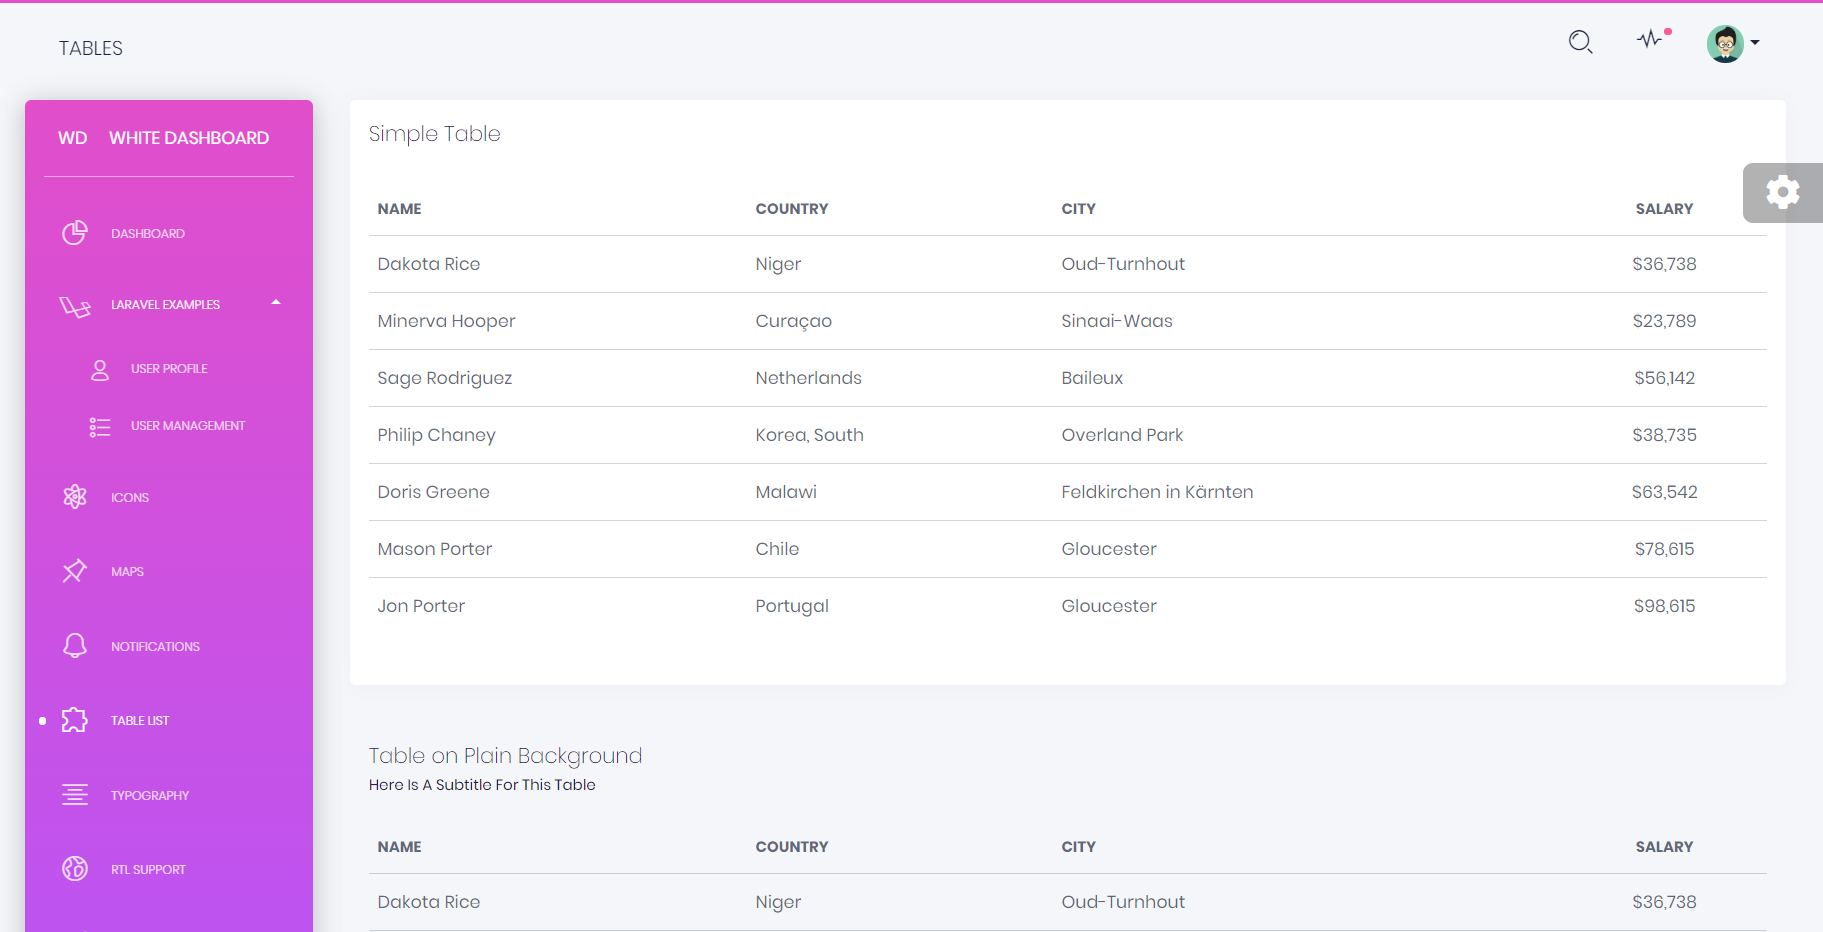 TABLES
WD WHITE DASHBOARD
DASHBOARD
LARAVEL EXAMPLES
USER PROFILE
USER MANAGEMENT
ICONS
MAPS
NOTIFICATIONS
TABLE LIST
TYPOGRAPHY
RTL SUPPORT
Simple Table
NAME COUNTRY CITY SALARY
Dakota Rice Niger Oud-Turnhout $36,738
Minerva Hooper Curaçao Sinaai-Waas $23,789
Sage Rodriguez Netherlands Baileux $56,142
Philip Chaney Korea, South Overland Park $38,735
Doris Greene Malawi Feldkirchen in Kärnten $63,542
Mason Porter Chile Gloucester $78,615
Jon Porter Portugal Gloucester $98,615
Table on Plain Background
Here Is A Subtitle For This Table
NAME COUNTRY CITY SALARY
Dakota Rice Niger Oud-Turnhout $36,738